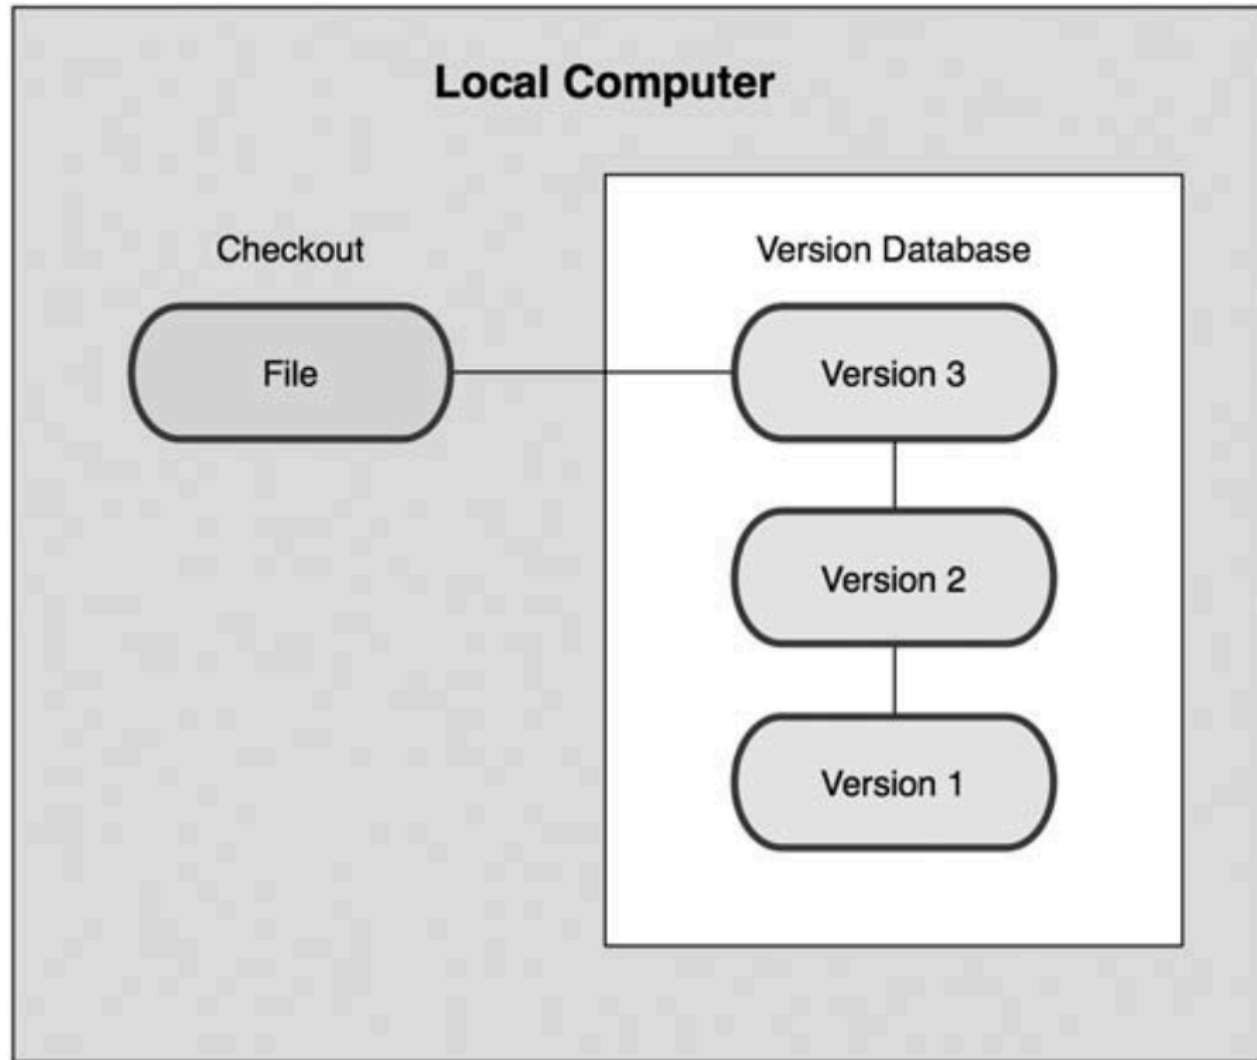 Local Computer
Checkout
Version Database
File
Version 3
Version 2
Version 1